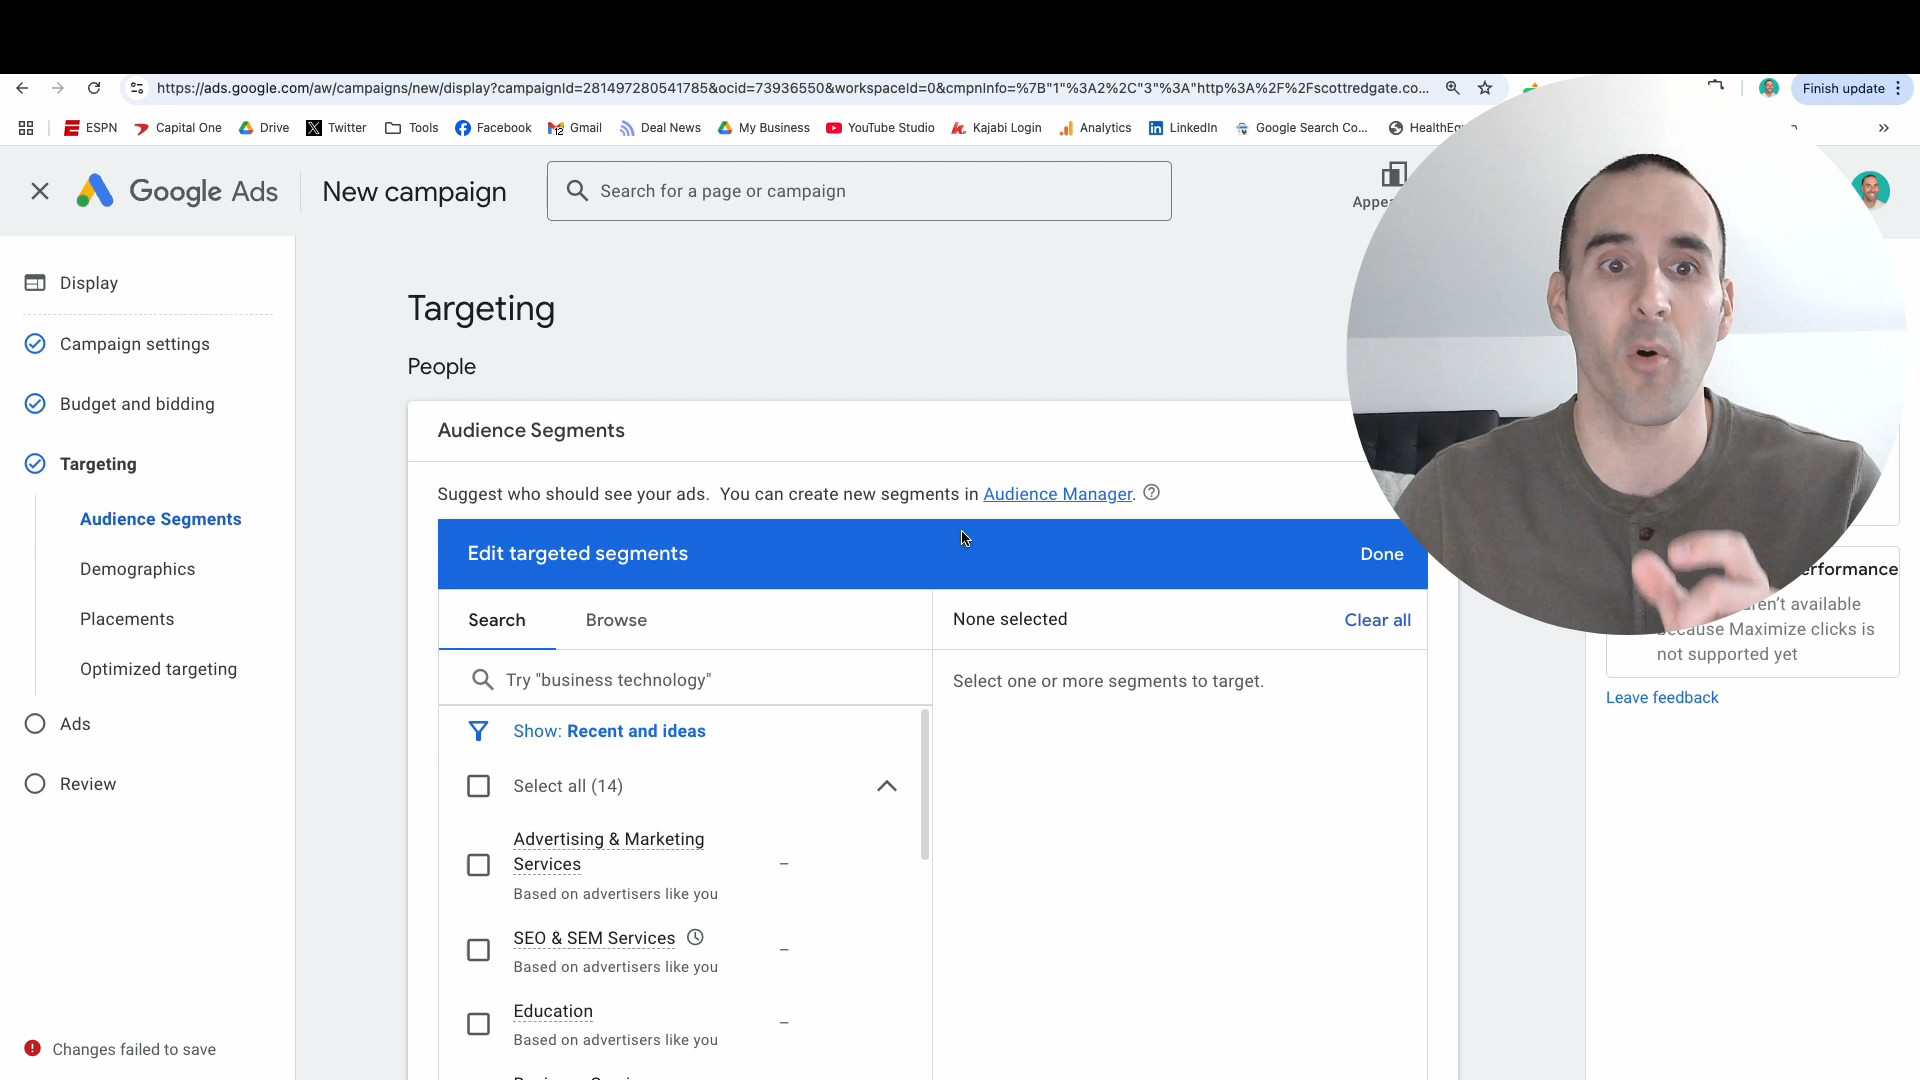 https://ads.google.com/aw/campaigns/new/display?campaignId=281497280541785&ocid=73936550&workspaceId=0&cmpnInfo=%7B"1"%3A2%2C"3"%3A"http%3A%2F%2Fscottredgate.co...
Finish update
ESPN
Capital One
Drive
Twitter
Tools
Facebook
Gmail
Deal News
My Business
YouTube Studio
Kajabi Login
Analytics
LinkedIn
Google Search Co...
Google Ads
New campaign
Search for a page or campaign
Display
Campaign settings
Budget and bidding
Targeting
Audience Segments
Demographics
Placements
Optimized targeting
Ads
Review
Changes failed to save
Targeting
People
Audience Segments
Suggest who should see your ads. You can create new segments in Audience Manager.
Edit targeted segments
Done
Search
Browse
None selected
Clear all
Try "business technology"
Select one or more segments to target.
Show: Recent and ideas
Select all (14)
Advertising & Marketing
Services
–
Based on advertisers like you
SEO & SEM Services
–
Based on advertisers like you
Education
–
Based on advertisers like you
available
because Maximize clicks is
not supported yet
Leave feedback